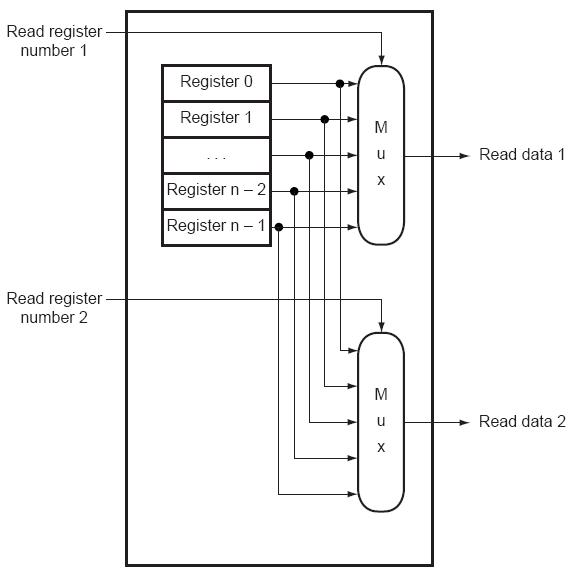 Read register
number 1
Register 0
Register 1
. . .
Register n – 2
Register n – 1
M
u
x
Read data 1
Read register
number 2
M
u
x
Read data 2